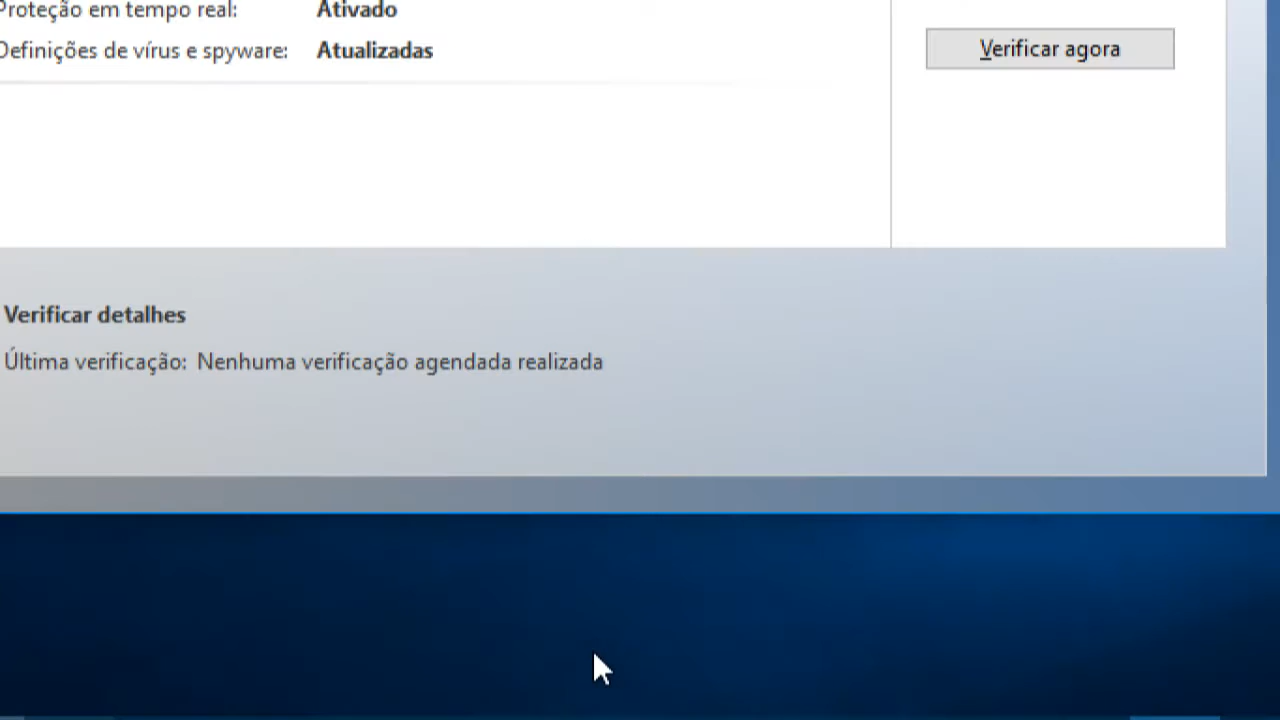 Proteção em tempo real: Ativado
Definições de vírus e spyware: Atualizadas
Verificar agora
Verificar detalhes
Última verificação: Nenhuma verificação agendada realizada